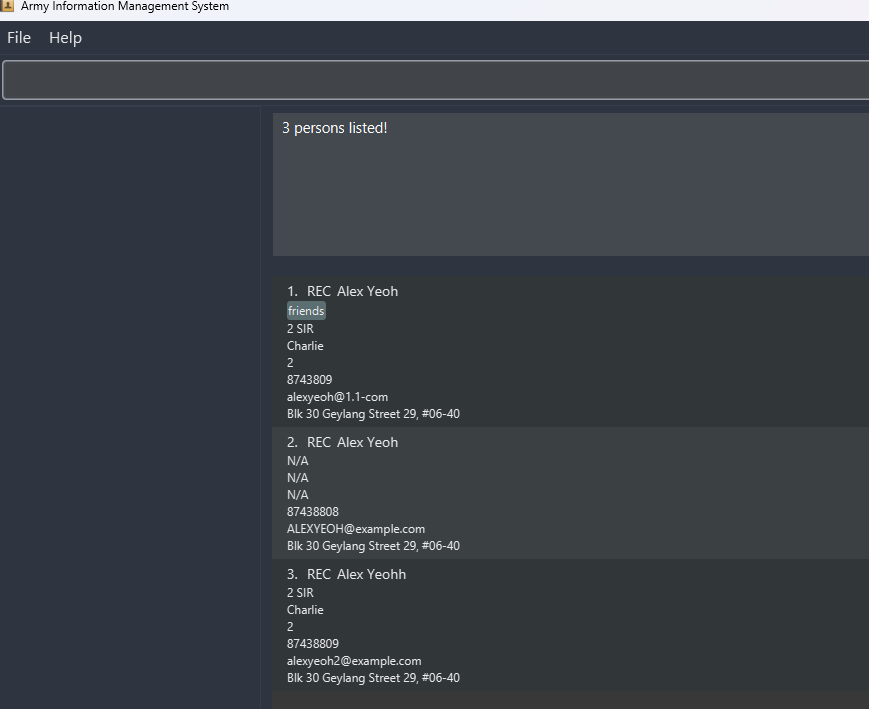 Army Information Management System
File Help
3 persons listed!
1. REC Alex Yeoh
friends
2 SIR
Charlie
2
8743809
alexyeoh@1.1-com
Blk 30 Geylang Street 29, #06-40
2. REC Alex Yeoh
N/A
N/A
N/A
87438808
ALEXYEOH@example.com
Blk 30 Geylang Street 29, #06-40
3. REC Alex Yeohh
2 SIR
Charlie
2
87438809
alexyeoh2@example.com
Blk 30 Geylang Street 29, #06-40